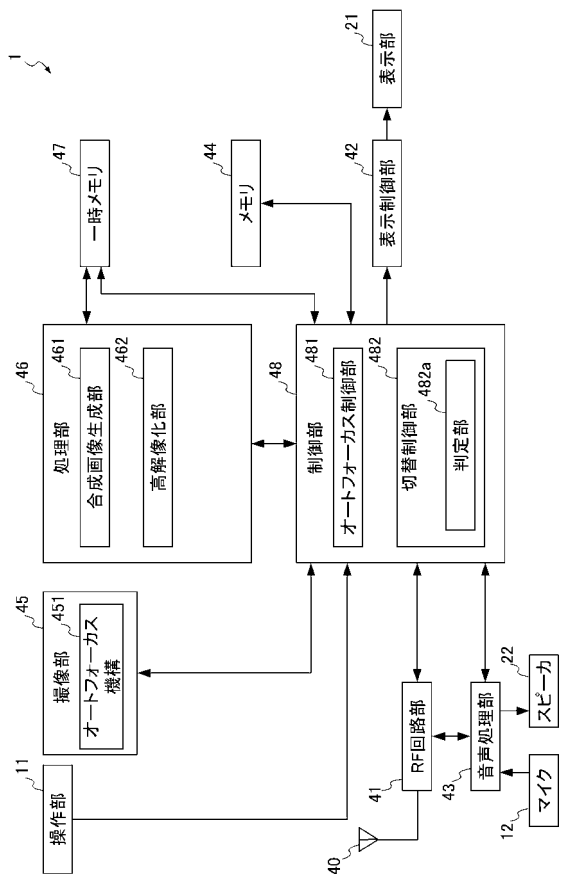 1
11
操作部
45
撮像部
451
オートフォーカス
機構
46
処理部
461
合成画像生成部
462
高解像化部
47
一時メモリ
44
メモリ
48
制御部
481
オートフォーカス制御部
482
切替制御部
482a
判定部
42
表示制御部
21
表示部
40
41
RF回路部
43
音声処理部
12
マイク
22
スピーカ